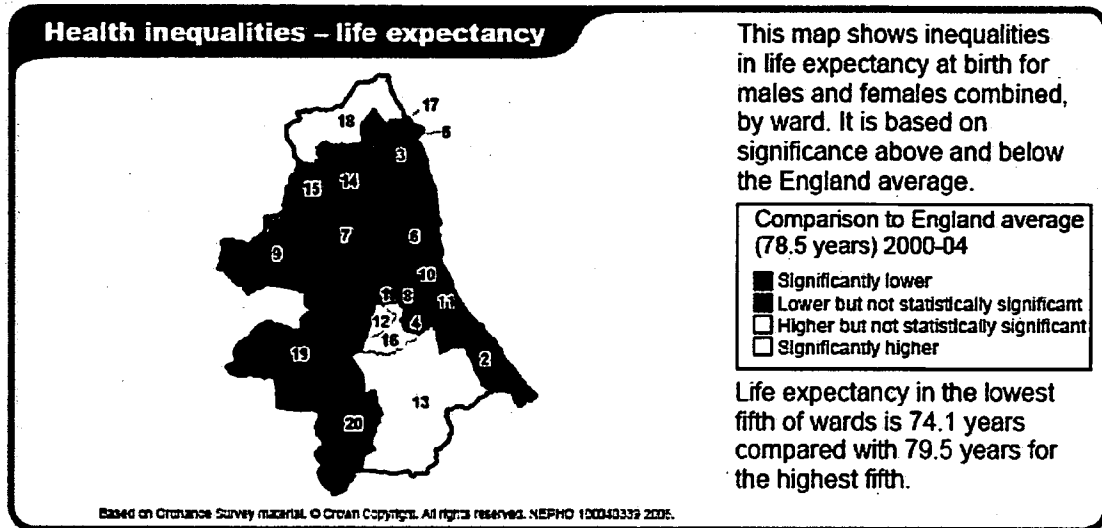 Health inequalities – life expectancy
This map shows inequalities
in life expectancy at birth for
males and females combined,
by ward. It is based on
significance above and below
the England average.
Comparison to England average
(78.5 years) 2000-04
Significantly lower
Lower but not statistically significant
Higher but not statistically significant
Significantly higher
Life expectancy in the lowest
fifth of wards is 74.1 years
compared with 79.5 years for
the highest fifth.
17
18
5
3
14
15
7
6
9
10
1
8
11
12
4
16
19
2
13
20
Based on Ordnance Survey material. © Crown Copyright. All rights reserved. NEPHO 100040339 2006.